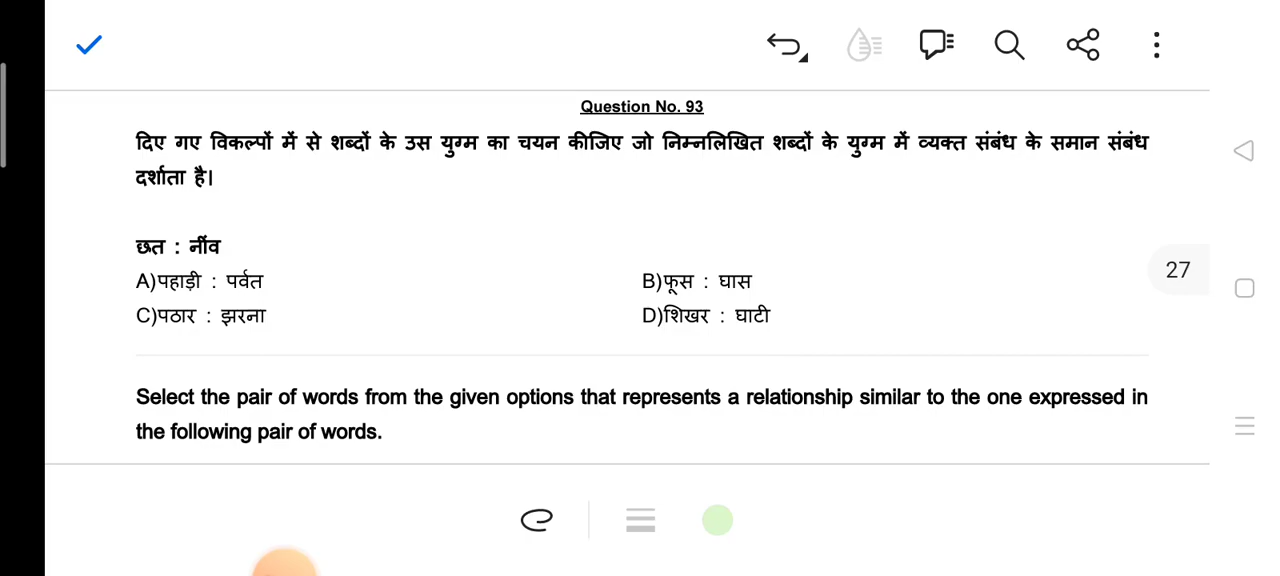 Question No. 93
दिए गए विकल्पों में से शब्दों के उस युग्म का चयन कीजिए जो निम्नलिखित शब्दों के युग्म में व्यक्त संबंध के समान संबंध
दर्शाता है।
छत : नींव
A)पहाड़ी : पर्वत
B)फूस : घास
C)पठार : झरना
D)शिखर : घाटी
27
Select the pair of words from the given options that represents a relationship similar to the one expressed in
the following pair of words.